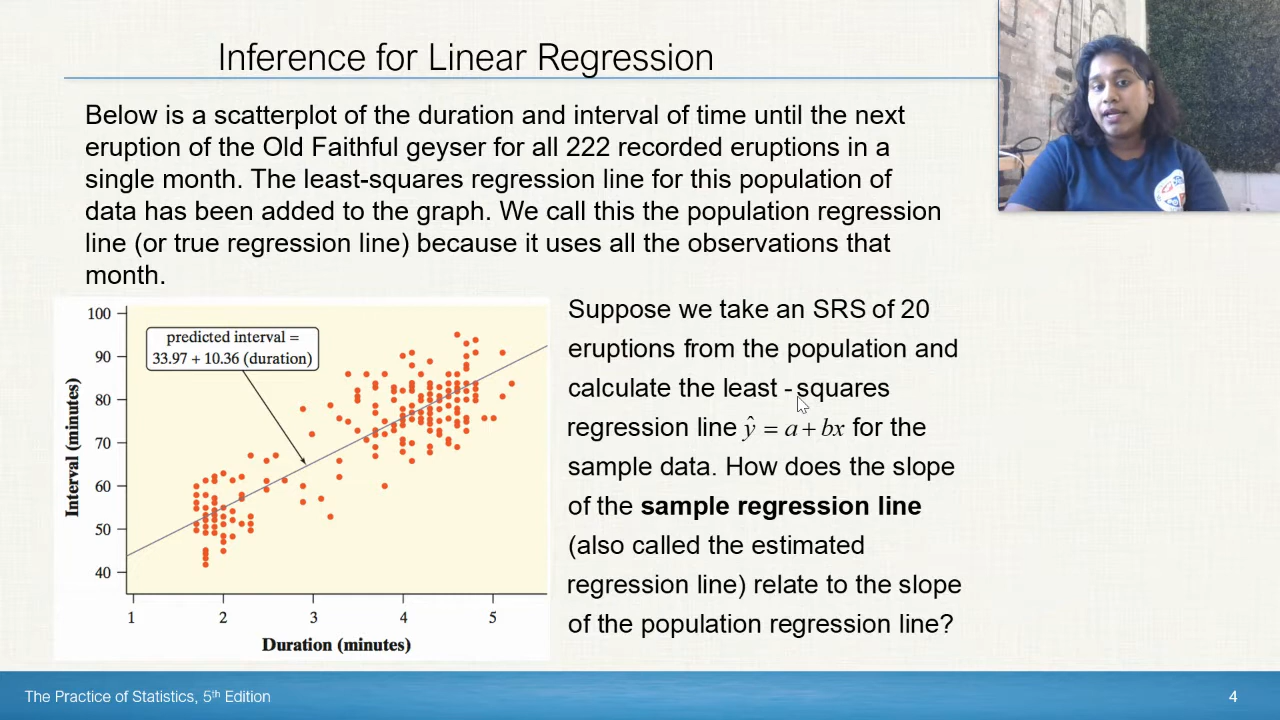 Inference for Linear Regression
Below is a scatterplot of the duration and interval of time until the next
eruption of the Old Faithful geyser for all 222 recorded eruptions in a
single month. The least-squares regression line for this population of
data has been added to the graph. We call this the population regression
line (or true regression line) because it uses all the observations that
month.
100
90
80
70
60
50
40
Interval (minutes)
predicted interval =
33.97 + 10.36 (duration)
1 2 3 4 5
Duration (minutes)
Suppose we take an SRS of 20
eruptions from the population and
calculate the least - squares
regression line ŷ = a + bx for the
sample data. How does the slope
of the sample regression line
(also called the estimated
regression line) relate to the slope
of the population regression line?
The Practice of Statistics, 5th Edition
4